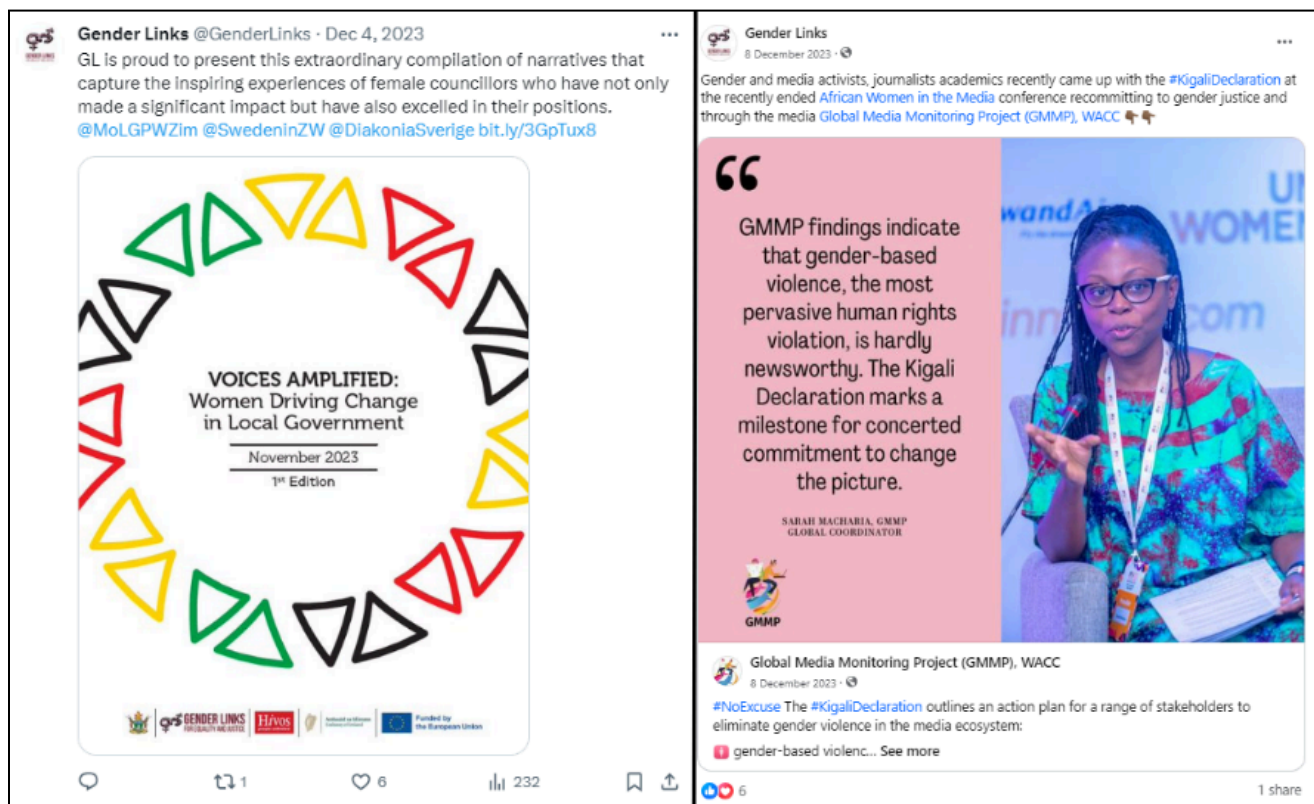 Gender Links @GenderLinks · Dec 4, 2023
GL is proud to present this extraordinary compilation of narratives that
capture the inspiring experiences of female councillors who have not only
made a significant impact but have also excelled in their positions.
@MoLGPWZim @SwedeninZW @DiakoniaSverige bit.ly/3GpTux8
VOICES AMPLIFIED:
Women Driving Change
in Local Government
November 2023
1st Edition
GENDER LINKS
FOR EQUALITY AND JUSTICE
Hivos
Funded by
the European Union
1
6
232
Gender Links
8 December 2023 ·
Gender and media activists, journalists academics recently came up with the #KigaliDeclaration at
the recently ended African Women in the Media conference recommitting to gender justice and
through the media Global Media Monitoring Project (GMMP), WACC
“
GMMP findings indicate
that gender-based
violence, the most
pervasive human rights
violation, is hardly
newsworthy. The Kigali
Declaration marks a
milestone for concerted
commitment to change
the picture.
SARAH MACHARIA, GMMP
GLOBAL COORDINATOR
GMMP
wandAi
UN
WOMEN
inn
com
Global Media Monitoring Project (GMMP), WACC
8 December 2023 ·
#NoExcuse The #KigaliDeclaration outlines an action plan for a range of stakeholders to
eliminate gender violence in the media ecosystem:
gender-based violenc... See more
6
1 share